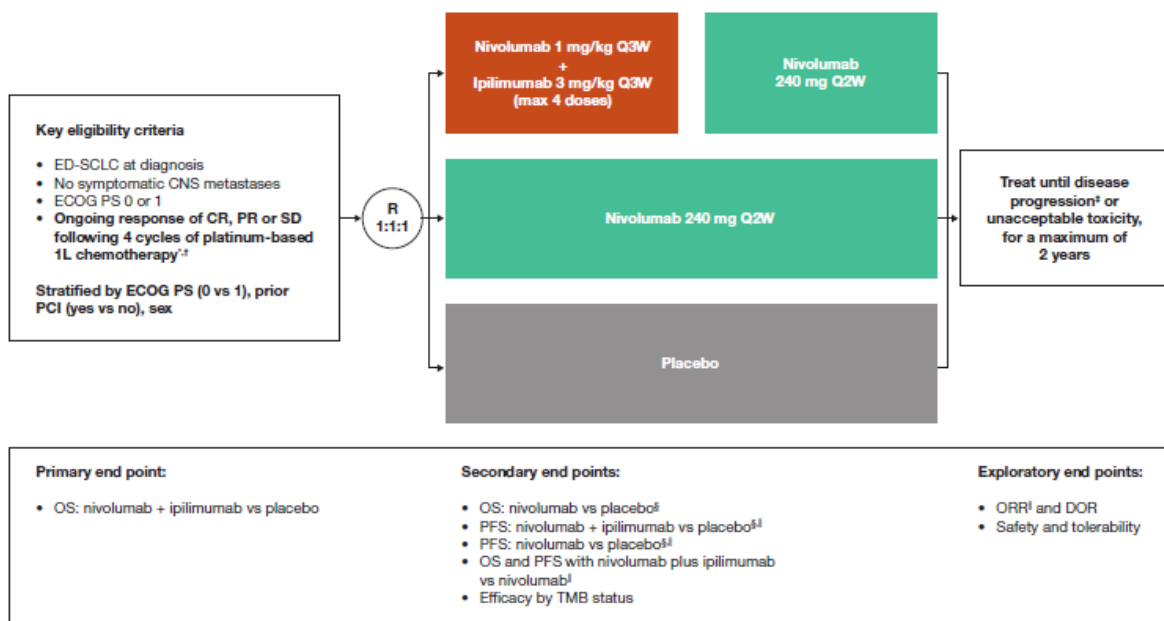 Key eligibility criteria
• ED-SCLC at diagnosis
• No symptomatic CNS metastases
• ECOG PS 0 or 1
• Ongoing response of CR, PR or SD
following 4 cycles of platinum-based
1L chemotherapy*,†
Stratified by ECOG PS (0 vs 1), prior
PCI (yes vs no), sex
R
1:1:1
Nivolumab 1 mg/kg Q3W
+
Ipilimumab 3 mg/kg Q3W
(max 4 doses)
Nivolumab
240 mg Q2W
Nivolumab 240 mg Q2W
Placebo
Treat until disease
progression‡ or
unacceptable toxicity,
for a maximum of
2 years
Primary end point:
• OS: nivolumab + ipilimumab vs placebo
Secondary end points:
• OS: nivolumab vs placebo§
• PFS: nivolumab + ipilimumab vs placebo§,‖
• PFS: nivolumab vs placebo§,‖
• OS and PFS with nivolumab plus ipilimumab
vs nivolumab‖
• Efficacy by TMB status
Exploratory end points:
• ORR‖ and DOR
• Safety and tolerability